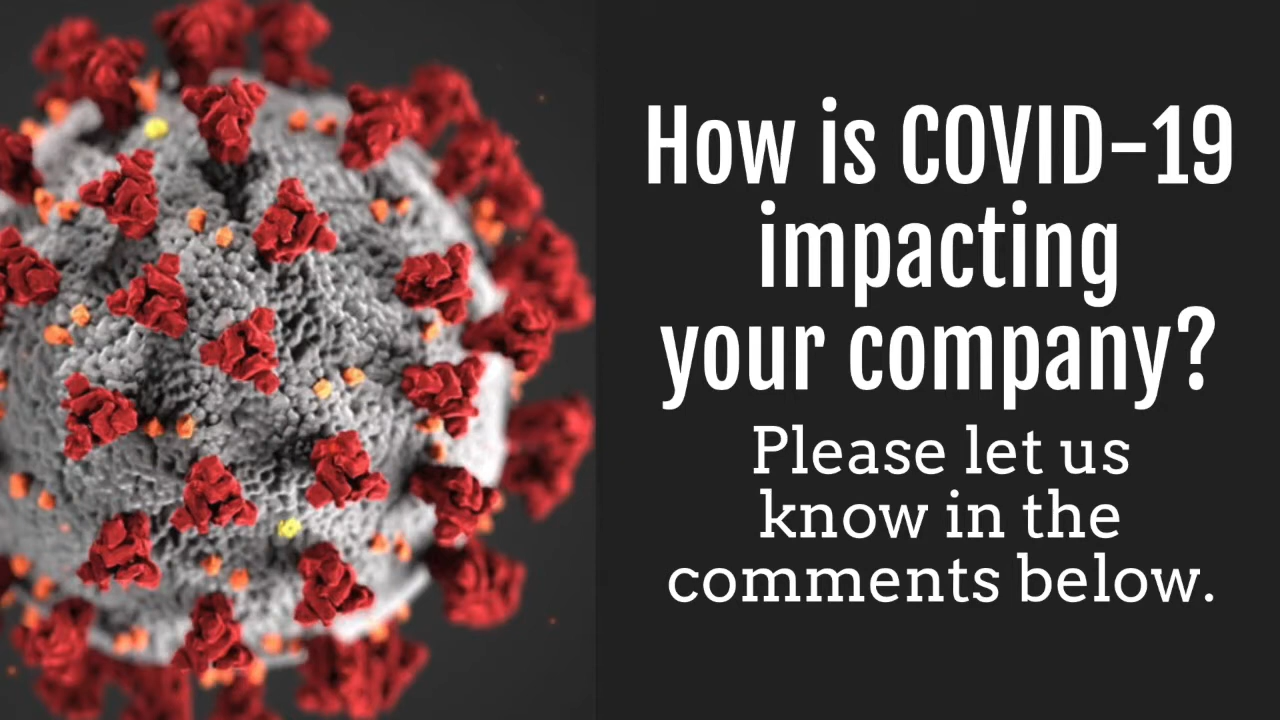 How is COVID-19
impacting
your company?
Please let us
know in the
comments below.